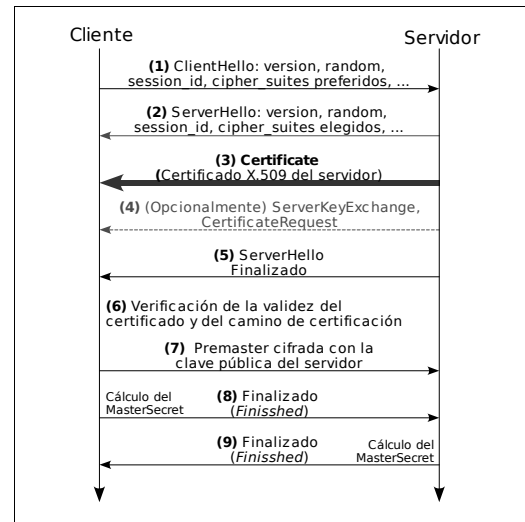 Cliente
Servidor
(1) ClientHello: version, random,
session_id, cipher_suites preferidos, ...
(2) ServerHello: version, random,
session_id, cipher_suites elegidos, ...
(3) Certificate
(Certificado X.509 del servidor)
(4) (Opcionalmente) ServerKeyExchange,
CertificateRequest
(5) ServerHello
Finalizado
(6) Verificación de la validez del
certificado y del camino de certificación
(7) Premaster cifrada con la
clave pública del servidor
Cálculo del
MasterSecret
(8) Finalizado
(Finisshed)
(9) Finalizado
(Finisshed)
Cálculo del
MasterSecret